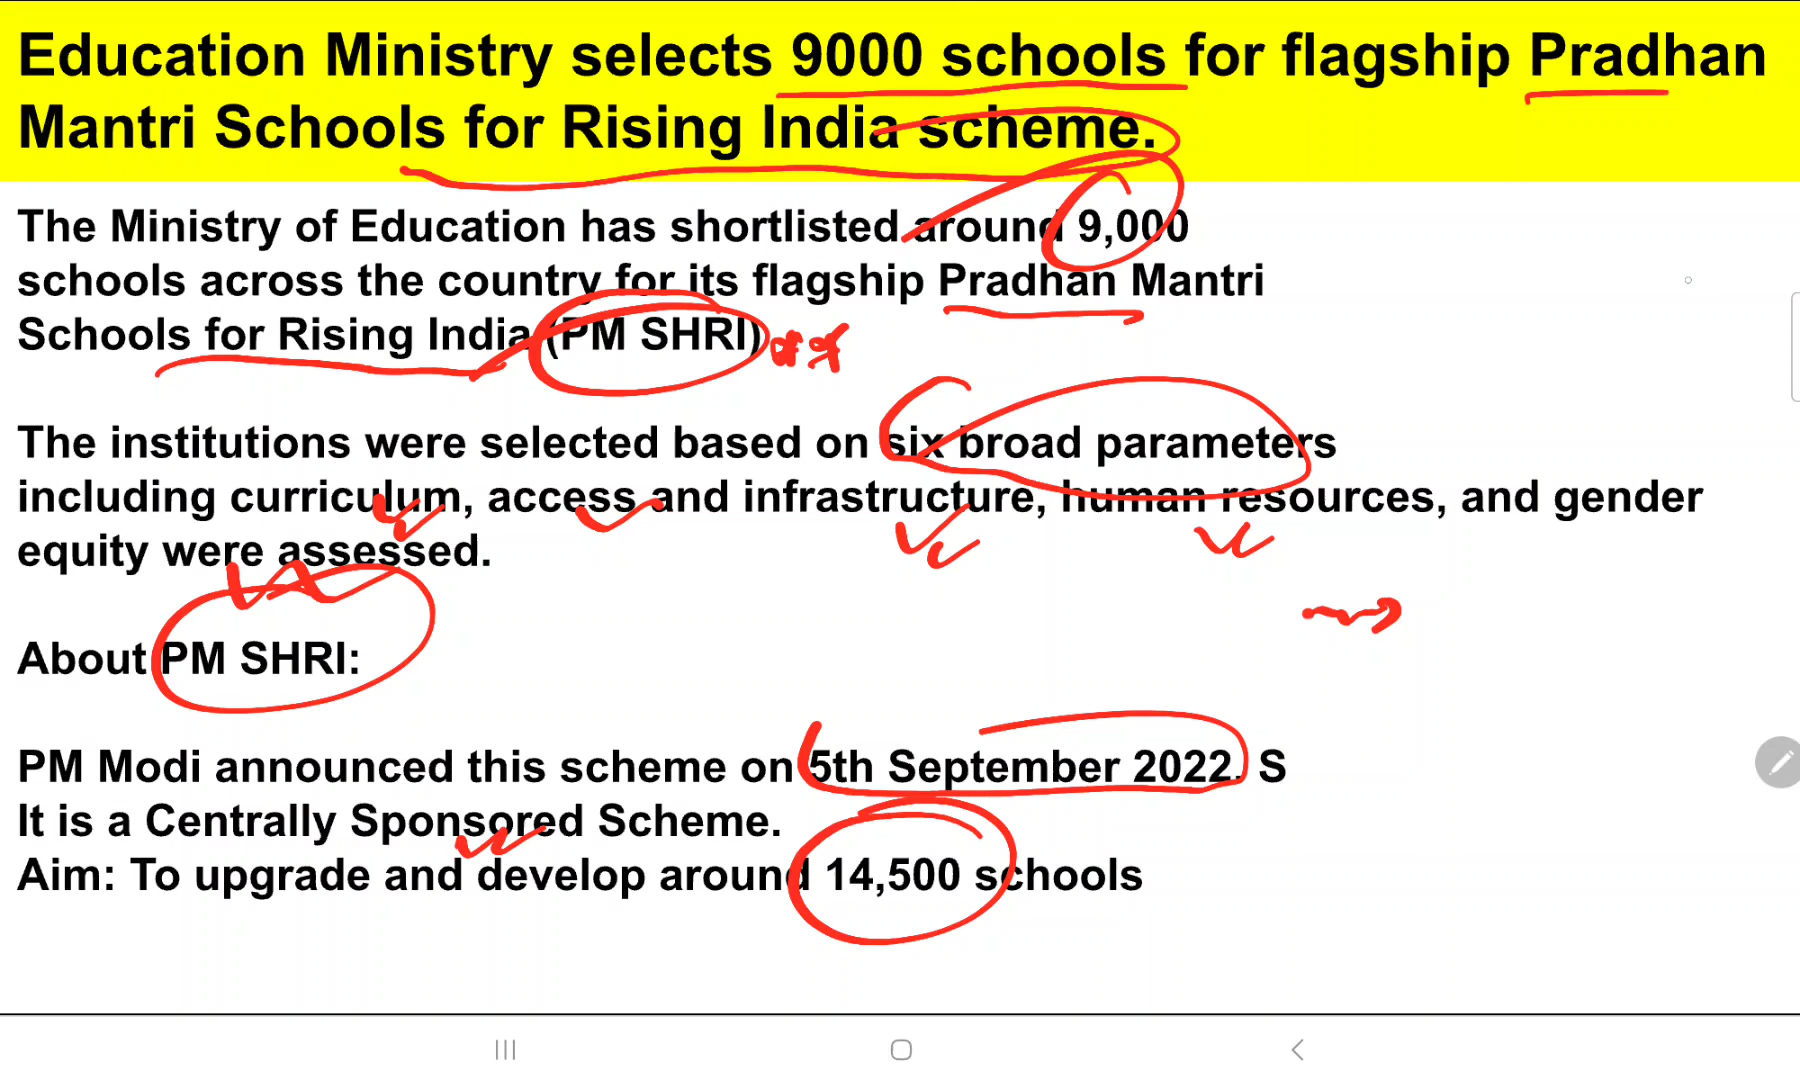 Education Ministry selects 9000 schools for flagship Pradhan
Mantri Schools for Rising India scheme.
The Ministry of Education has shortlisted around 9,000
schools across the country for its flagship Pradhan Mantri
Schools for Rising India (PM SHRI)
The institutions were selected based on six broad parameters
including curriculum, access and infrastructure, human resources, and gender
equity were assessed.
About PM SHRI:
PM Modi announced this scheme on 5th September 2022. S
It is a Centrally Sponsored Scheme.
Aim: To upgrade and develop around 14,500 schools